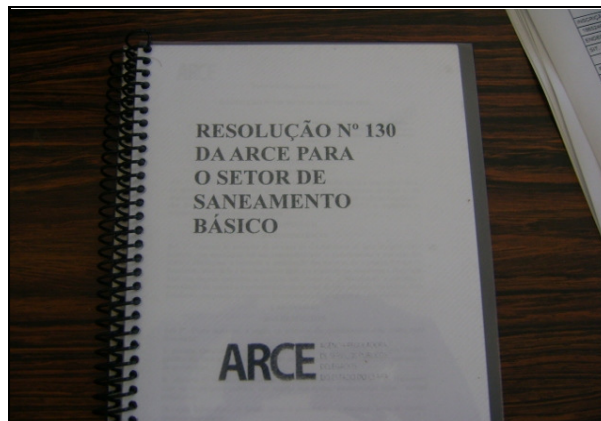 RESOLUÇÃO Nº 130
DA ARCE PARA
O SETOR DE
SANEAMENTO
BÁSICO
ARCE